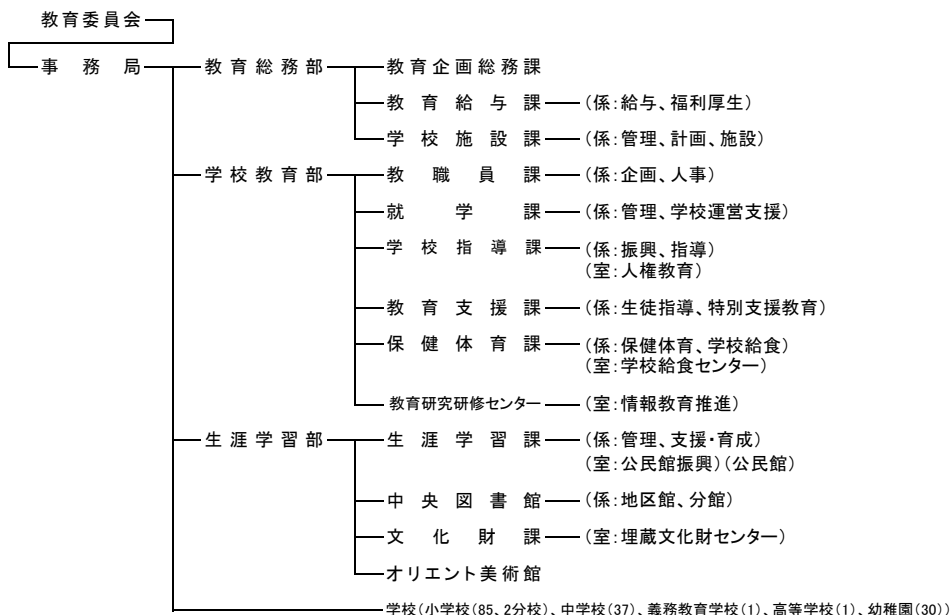 教育委員会
事務局 教育総務部 教育企画総務課
教育給与課 (係:給与、福利厚生)
学校施設課 (係:管理、計画、施設)
学校教育部 教職員課 (係:企画、人事)
就学課 (係:管理、学校運営支援)
学校指導課 (係:振興、指導)
(室:人権教育)
教育支援課 (係:生徒指導、特別支援教育)
保健体育課 (係:保健体育、学校給食)
(室:学校給食センター)
教育研究研修センター (室:情報教育推進)
生涯学習部 生涯学習課 (係:管理、支援・育成)
(室:公民館振興)(公民館)
中央図書館 (係:地区館、分館)
文化財課 (室:埋蔵文化財センター)
オリエント美術館
学校(小学校(85、2分校)、中学校(37)、義務教育学校(1)、高等学校(1)、幼稚園(30))